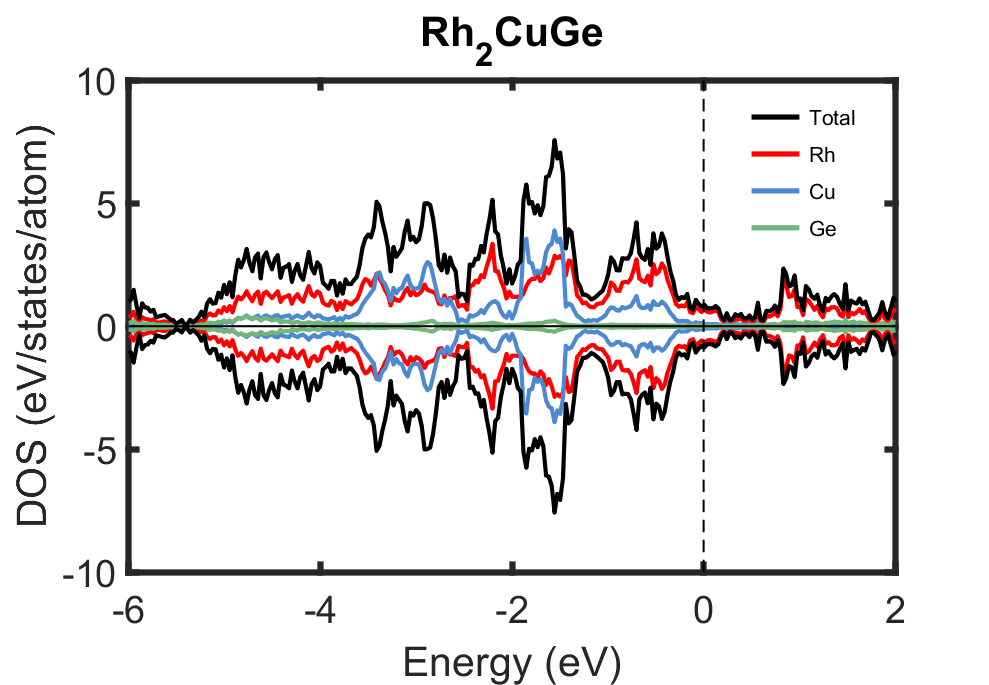 Rh₂CuGe
DOS (eV/states/atom)
10
5
0
-5
-10
Total
Rh
Cu
Ge
-6
-4
-2
0
2
Energy (eV)